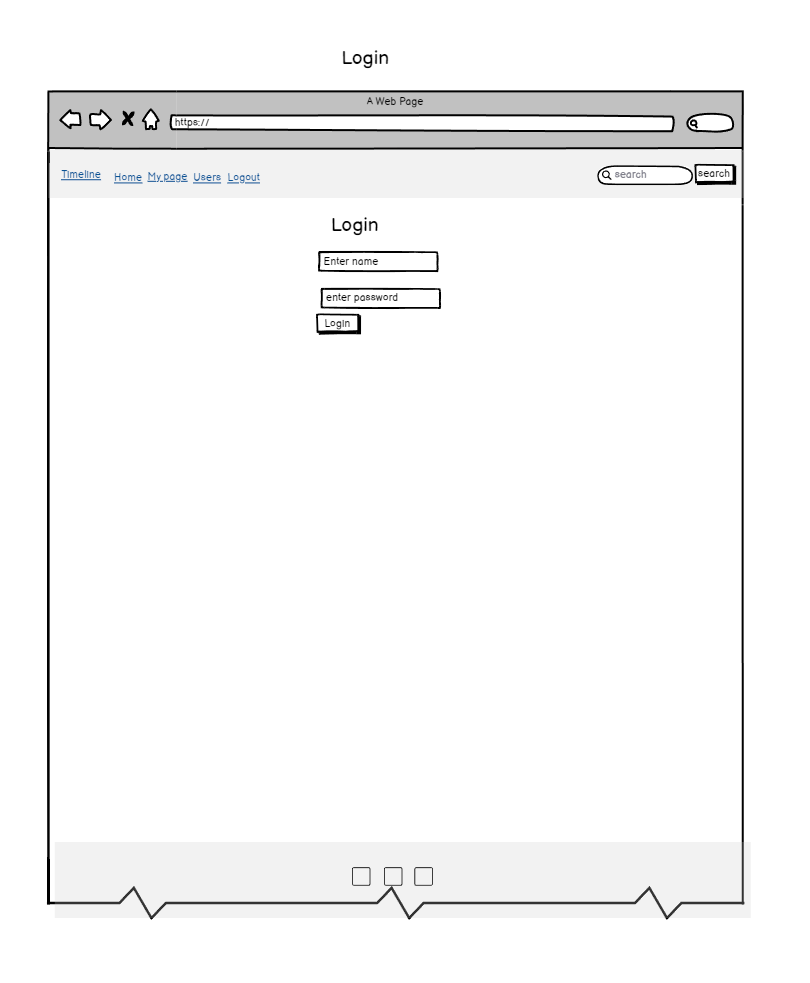 Login
A Web Page
https://
Timeline Home My page Users Logout search search
Login
Enter name
enter password
Login